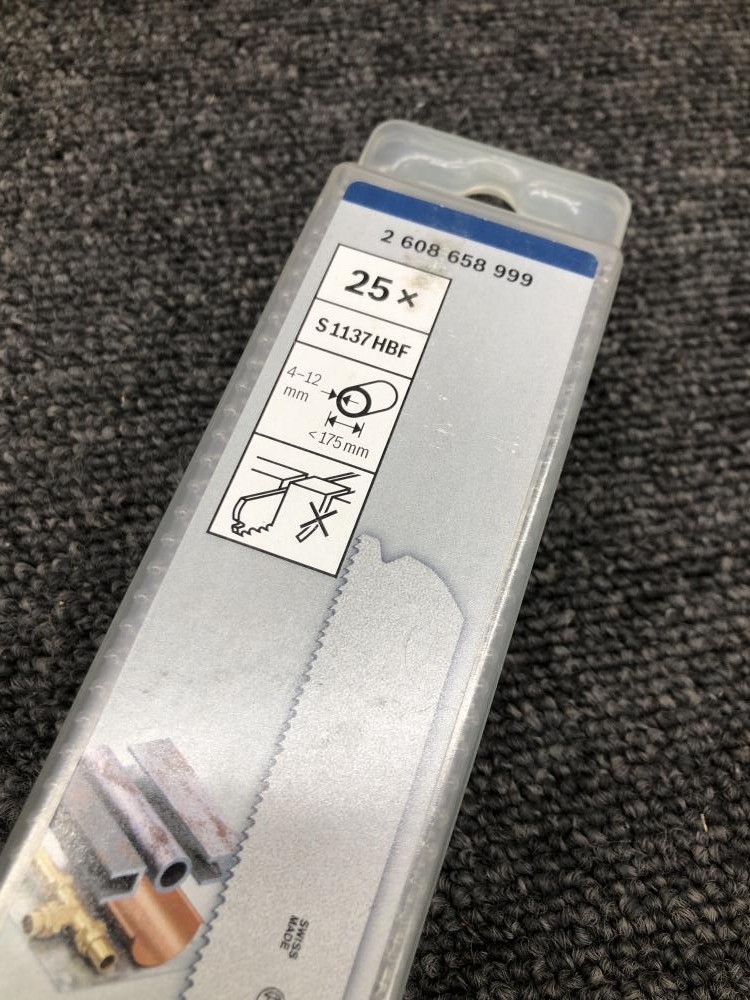 2 608 658 999
25 ×
S 1137 HBF
4–12
mm
< 175 mm
SWISS
MADE